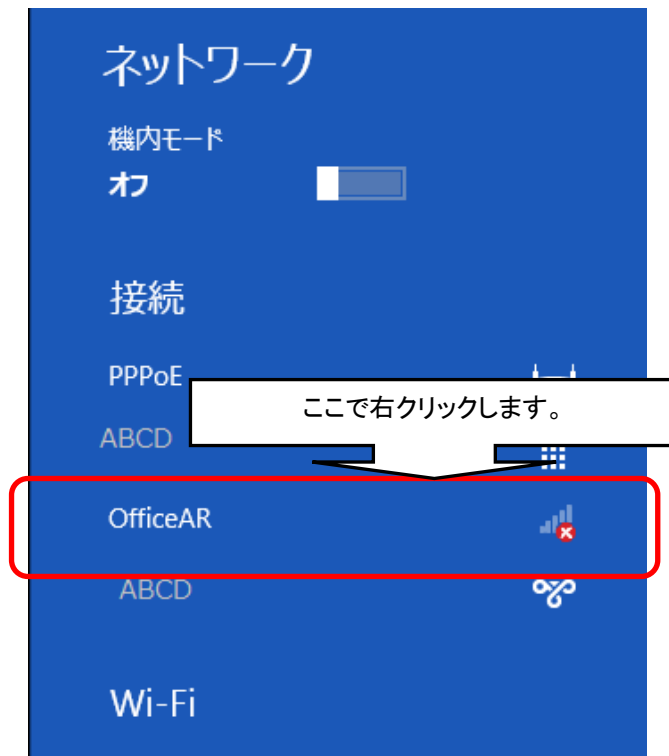 ネットワーク
機内モード
オフ
接続
PPPoE
ここで右クリックします。
ABCD
OfficeAR
ABCD
Wi-Fi